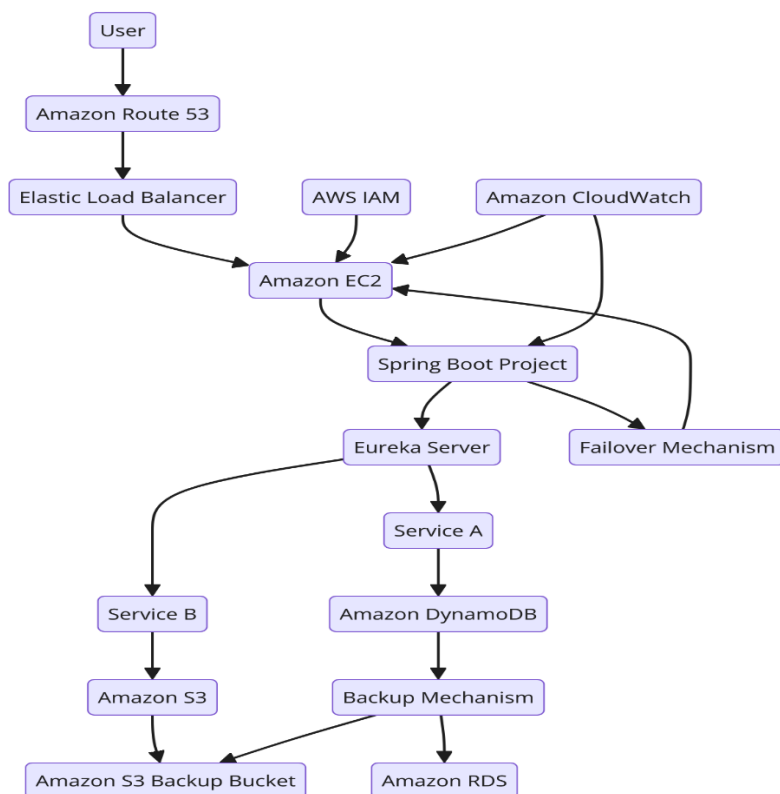 User
Amazon Route 53
Elastic Load Balancer
AWS IAM
Amazon CloudWatch
Amazon EC2
Spring Boot Project
Eureka Server
Failover Mechanism
Service A
Service B
Amazon DynamoDB
Amazon S3
Backup Mechanism
Amazon S3 Backup Bucket
Amazon RDS